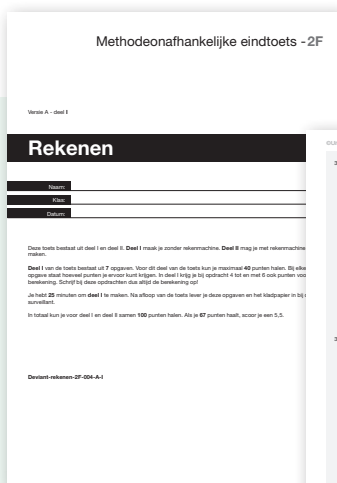 Methodeonafhankelijke eindtoets -2F
Versie A - deel I
Rekenen
Naam:
Klas:
Datum:
Deze toets bestaat uit deel I en deel II. Deel I maak je zonder rekenmachine. Deel II mag je met rekenmachine
maken.
Deel I van de toets bestaat uit 7 opgaven. Voor dit deel van de toets kun je maximaal 40 punten halen. Bij elke
opgave staat hoeveel punten je ervoor kunt krijgen. In deel I krijg je bij opdracht 4 tot en met 6 ook punten voor
berekening. Schrijf bij deze opdrachten dus altijd de berekening op!
Je hebt 25 minuten om deel I te maken. Na afloop van de toets lever je deze opgaven en het kladpapier in bij
surveillant.
In totaal kun je voor deel I en deel II samen 100 punten halen. Als je 67 punten haalt, scoor je een 5,5.
Deviant-rekenen-2F-004-A-I